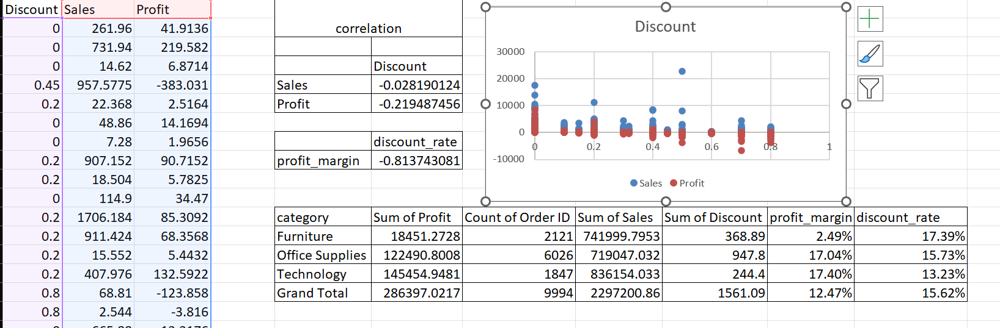 Discount Sales Profit
0 261.96 41.9136
0 731.94 219.582
0 14.62 6.8714
0.45 957.5775 -383.031
0.2 22.368 2.5164
0 48.86 14.1694
0 7.28 1.9656
0.2 907.152 90.7152
0.2 18.504 5.7825
0 114.9 34.47
0.2 1706.184 85.3092
0.2 911.424 68.3568
0.2 15.552 5.4432
0.2 407.976 132.5922
0.8 68.81 -123.858
0.8 2.544 -3.816
correlation
Discount
Sales -0.028190124
Profit -0.219487456
discount_rate
profit_margin -0.813743081
Discount
30000
20000
10000
0
-10000
0 0.2 0.4 0.6 0.8 1
Sales Profit
category Sum of Profit Count of Order ID Sum of Sales Sum of Discount profit_margin discount_rate
Furniture 18451.2728 2121 741999.7953 368.89 2.49% 17.39%
Office Supplies 122490.8008 6026 719047.032 947.8 17.04% 15.73%
Technology 145454.9481 1847 836154.033 244.4 17.40% 13.23%
Grand Total 286397.0217 9994 2297200.86 1561.09 12.47% 15.62%